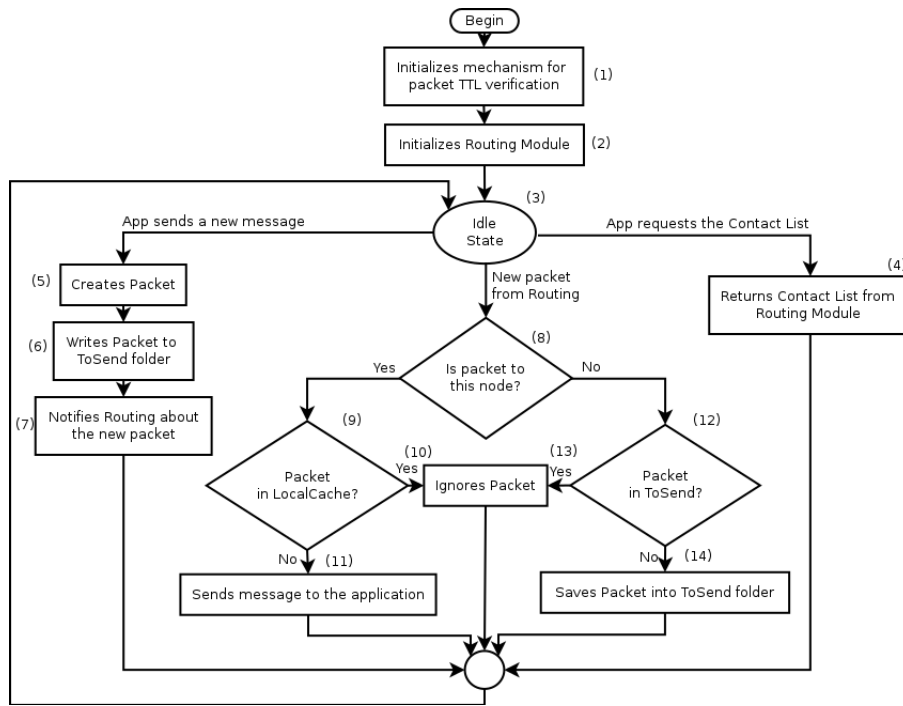 Begin
Initializes mechanism for
packet TTL verification
(1)
Initializes Routing Module
(2)
(3)
Idle
State
App sends a new message
App requests the Contact List
(4)
Returns Contact List from
Routing Module
(5)
Creates Packet
New packet
from Routing
(6)
Writes Packet to
ToSend folder
(8)
Is packet to
this node?
Yes
No
(7)
Notifies Routing about
the new packet
(9)
Packet
in LocalCache?
(10)
Yes
Ignores Packet
(13)
Yes
(12)
Packet
in ToSend?
No
(11)
Sends message to the application
No
(14)
Saves Packet into ToSend folder